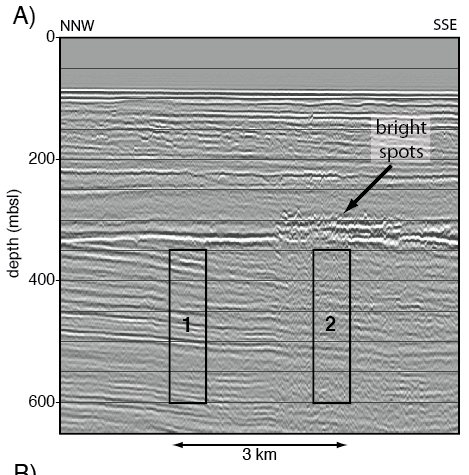 A)
NNW
SSE
0
bright
spots
200
depth (mbsl)
400
1
2
600
3 km
B)